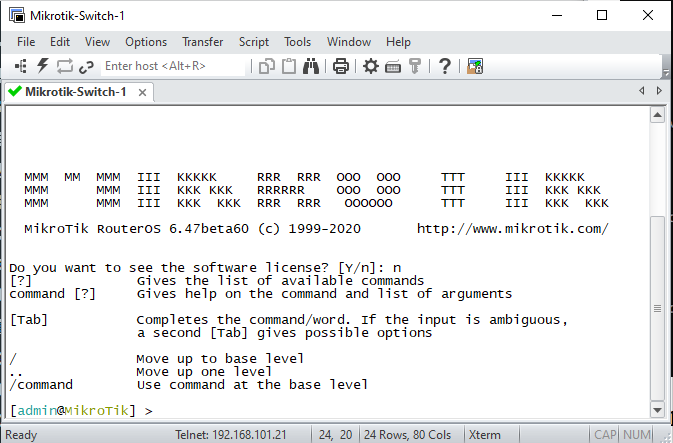 Mikrotik-Switch-1
File Edit View Options Transfer Script Tools Window Help
Enter host <Alt+R>
Mikrotik-Switch-1
MMM  MM  MMM  III  KKKKK     RRR  RRR  OOO  OOO     TTT     III  KKKKK
MMM      MMM  III  KKK KKK   RRRRRR    OOO  OOO     TTT     III  KKK KKK
MMM      MMM  III  KKK  KKK  RRR  RRR   OOOOOO      TTT     III  KKK  KKK
MikroTik RouterOS 6.47beta60 (c) 1999-2020       http://www.mikrotik.com/
Do you want to see the software license? [Y/n]: n
[?]             Gives the list of available commands
command [?]     Gives help on the command and list of arguments
[Tab]           Completes the command/word. If the input is ambiguous,
a second [Tab] gives possible options
/               Move up to base level
..              Move up one level
/command        Use command at the base level
[admin@MikroTik] >
Ready Telnet: 192.168.101.21 24, 20 24 Rows, 80 Cols Xterm CAP NUM